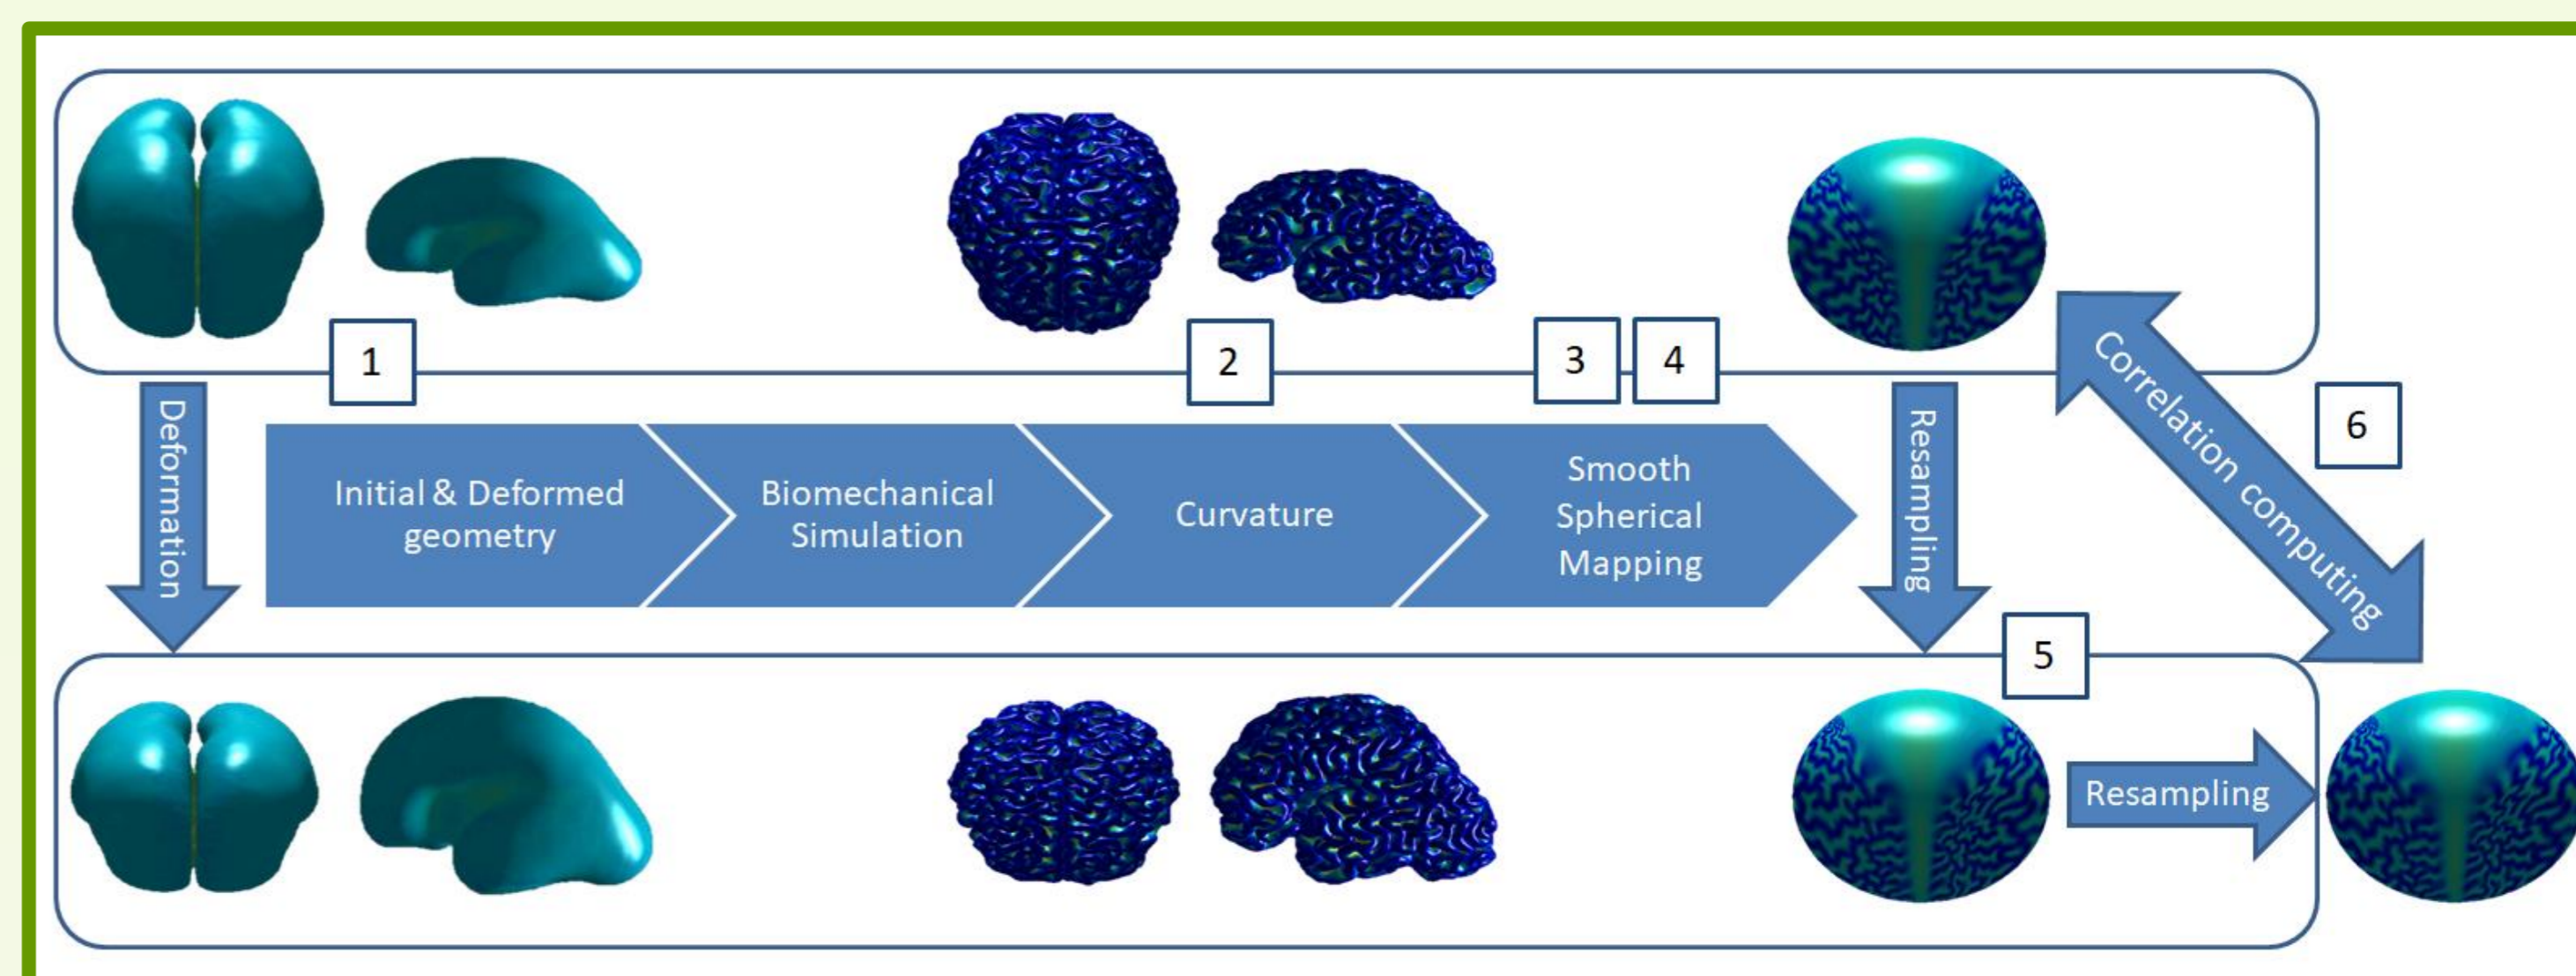 1
2
3
4
Correlation computing
6
Deformation
Initial & Deformed
geometry
Biomechanical
Simulation
Curvature
Smooth
Spherical
Mapping
Resampling
5
Resampling